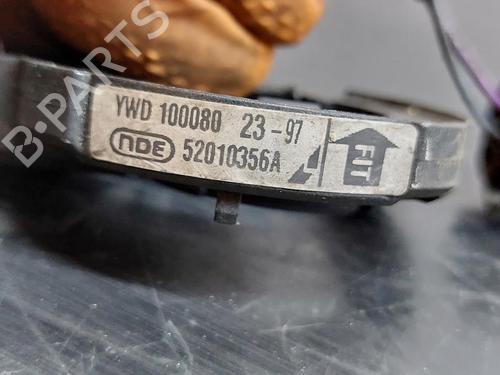 B-PARTS
YWD 100080 23-97
NDE 52010356A
FIT